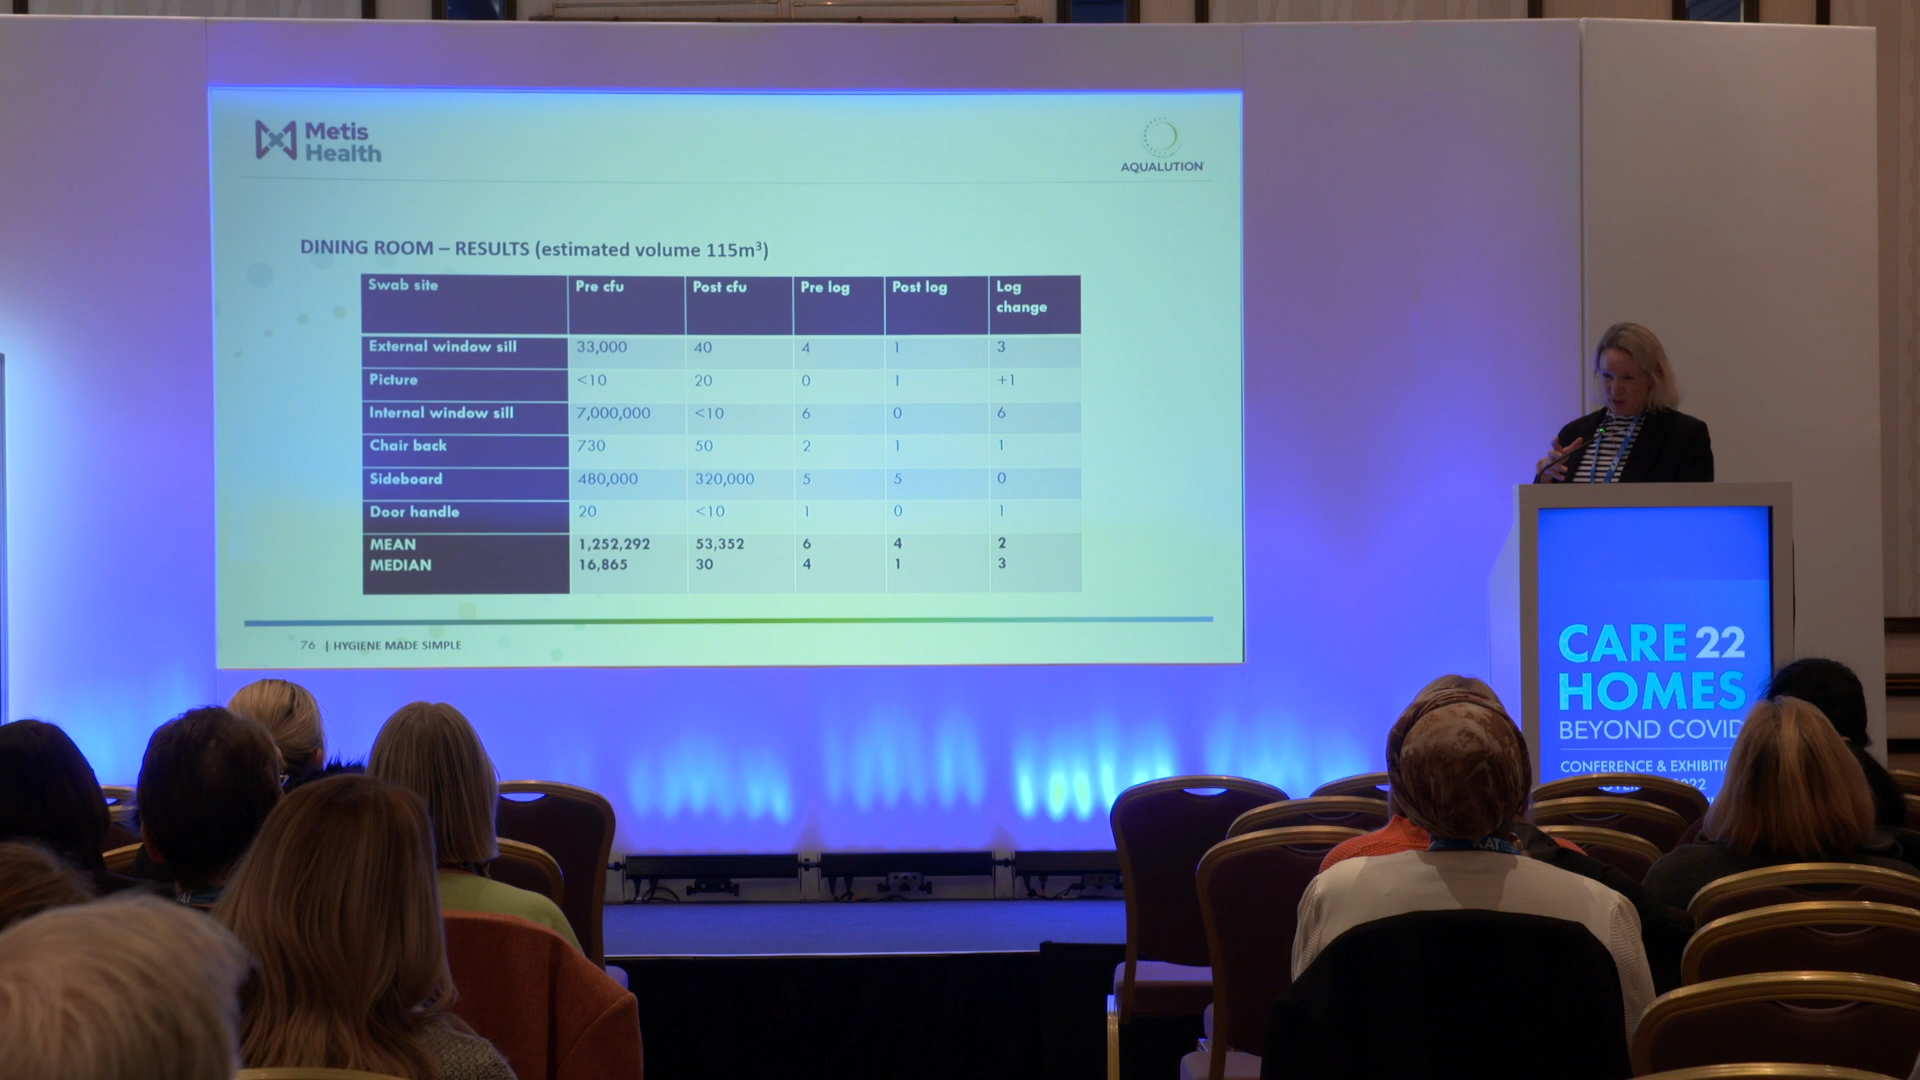 Metis
Health
AQUALUTION
DINING ROOM – RESULTS (estimated volume 115m³)
Swab site Pre cfu Post cfu Pre log Post log Log change
External window sill 33,000 40 4 1 3
Picture <10 20 0 1 +1
Internal window sill 7,000,000 <10 6 0 6
Chair back 730 50 2 1 1
Sideboard 480,000 320,000 5 5 0
Door handle 20 <10 1 0 1
MEAN 1,252,292 53,352 6 4 2
MEDIAN 16,865 30 4 1 3
76 | HYGIENE MADE SIMPLE
CARE 22
HOMES
BEYOND COVID
CONFERENCE &